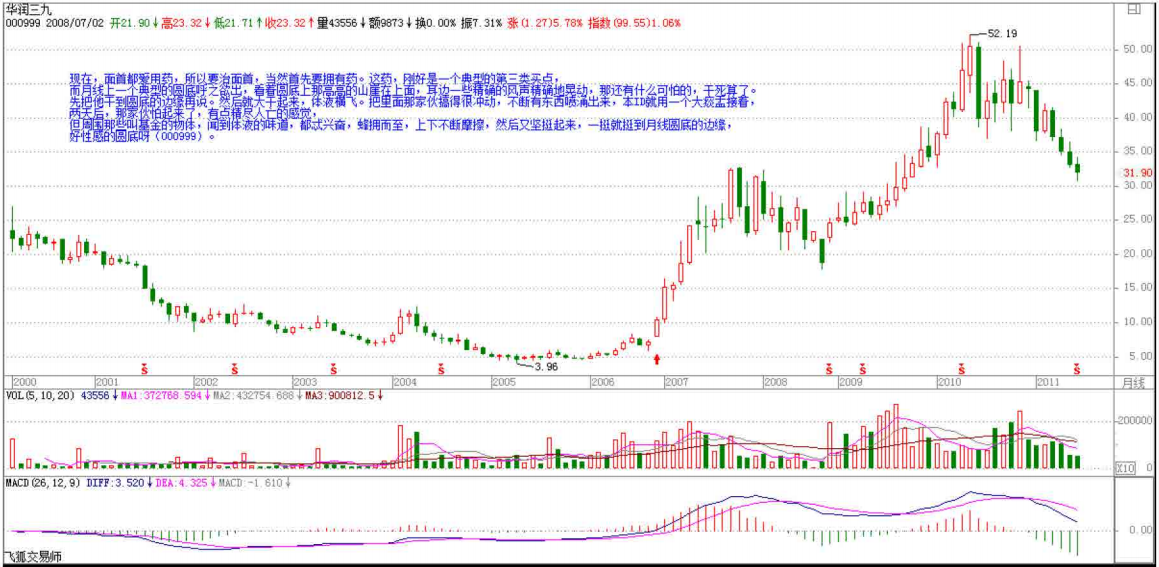 华润三九
000999 2008/07/02 开21.90↓高23.32↓低21.71↑收23.32↑量43556↓额9873↓换0.00% 振7.31% 涨(1.27)5.78% 指数(99.55)1.06%
52.19
现在，面首都爱用药，所以要治面首，当然首先要拥有药。这药，刚好是一个典型的第三类买点，
而月线上一个典型的圆底呼之欲出，看着圆底上那高高的山崖在上面，耳边一些精确的风声精确地晃动，那还有什么可怕的，干死算了。
先把他干到圆底的边缘再说。然后就大干起来，体液横飞。把里面那家伙搞得很冲动，不断有东西喷涌出来，本ID就用一个大痰盂接着，
两天后，那家伙怕起来了，有点精尽人亡的感觉，
但周围那些叫基金的物体，闻到体液的味道，都忒兴奋，蜂拥而至，上下不断摩擦，然后又坚挺起来，一挺就挺到月线圆底的边缘，
好性感的圆底呀（000999）。
50.00
45.00
40.00
35.00
31.90
30.00
25.00
20.00
15.00
10.00
5.00
3.96
S S S S S S S S
2000 2001 2002 2003 2004 2005 2006 2007 2008 2009 2010 2011 月线
VOL(5,10,20) 43556↓MA1:372768.594↓MA2:432754.688↓MA3:900812.5↓
200000
X10 0
MACD(26,12,9) DIFF:3.520↓DEA:4.325↓MACD:-1.610↓
0.00
飞狐交易师